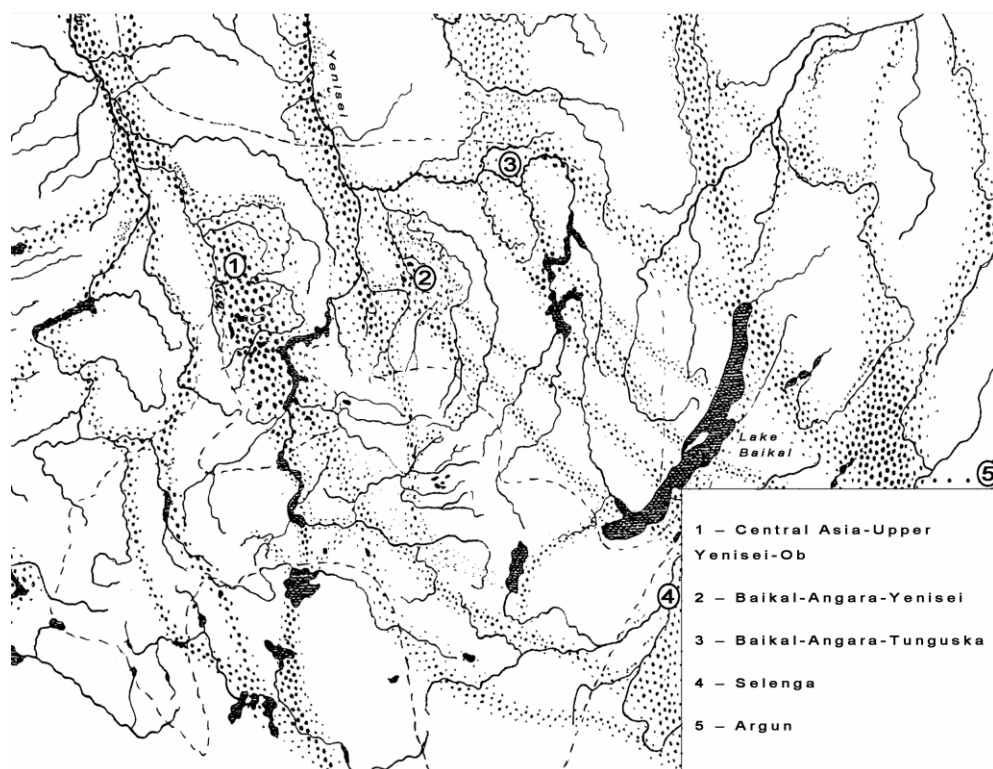 Yenisei
3
1
2
Lake
Baikal
5
4
1 – Central Asia-Upper
Yenisei-Ob
2 – Baikal-Angara-Yenisei
3 – Baikal-Angara-Tunguska
4 – Selenga
5 – Argun